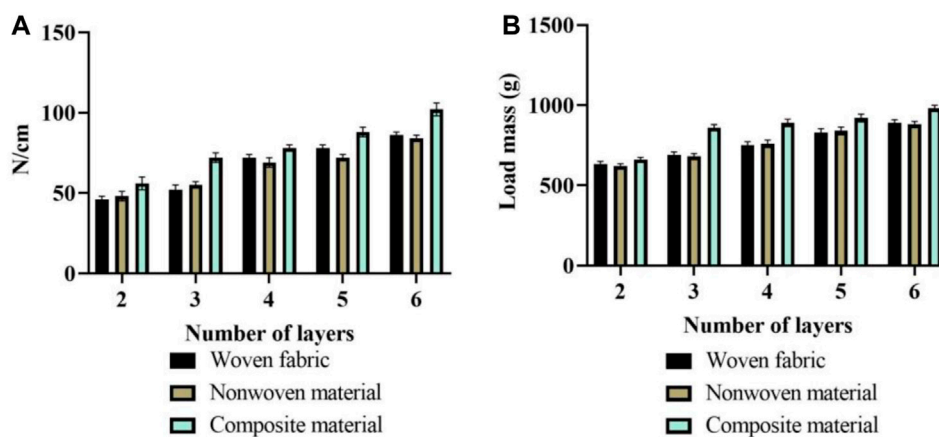 A
150
100
50
0
N/cm
2 3 4 5 6
Number of layers
Woven fabric
Nonwoven material
Composite material
B
1500
1000
500
0
Load mass (g)
2 3 4 5 6
Number of layers
Woven fabric
Nonwoven material
Composite material